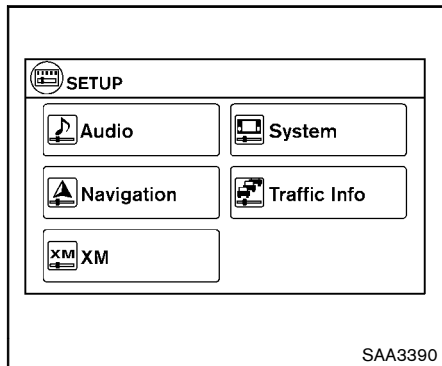 SETUP
Audio
System
Navigation
Traffic Info
XM XM
SAA3390